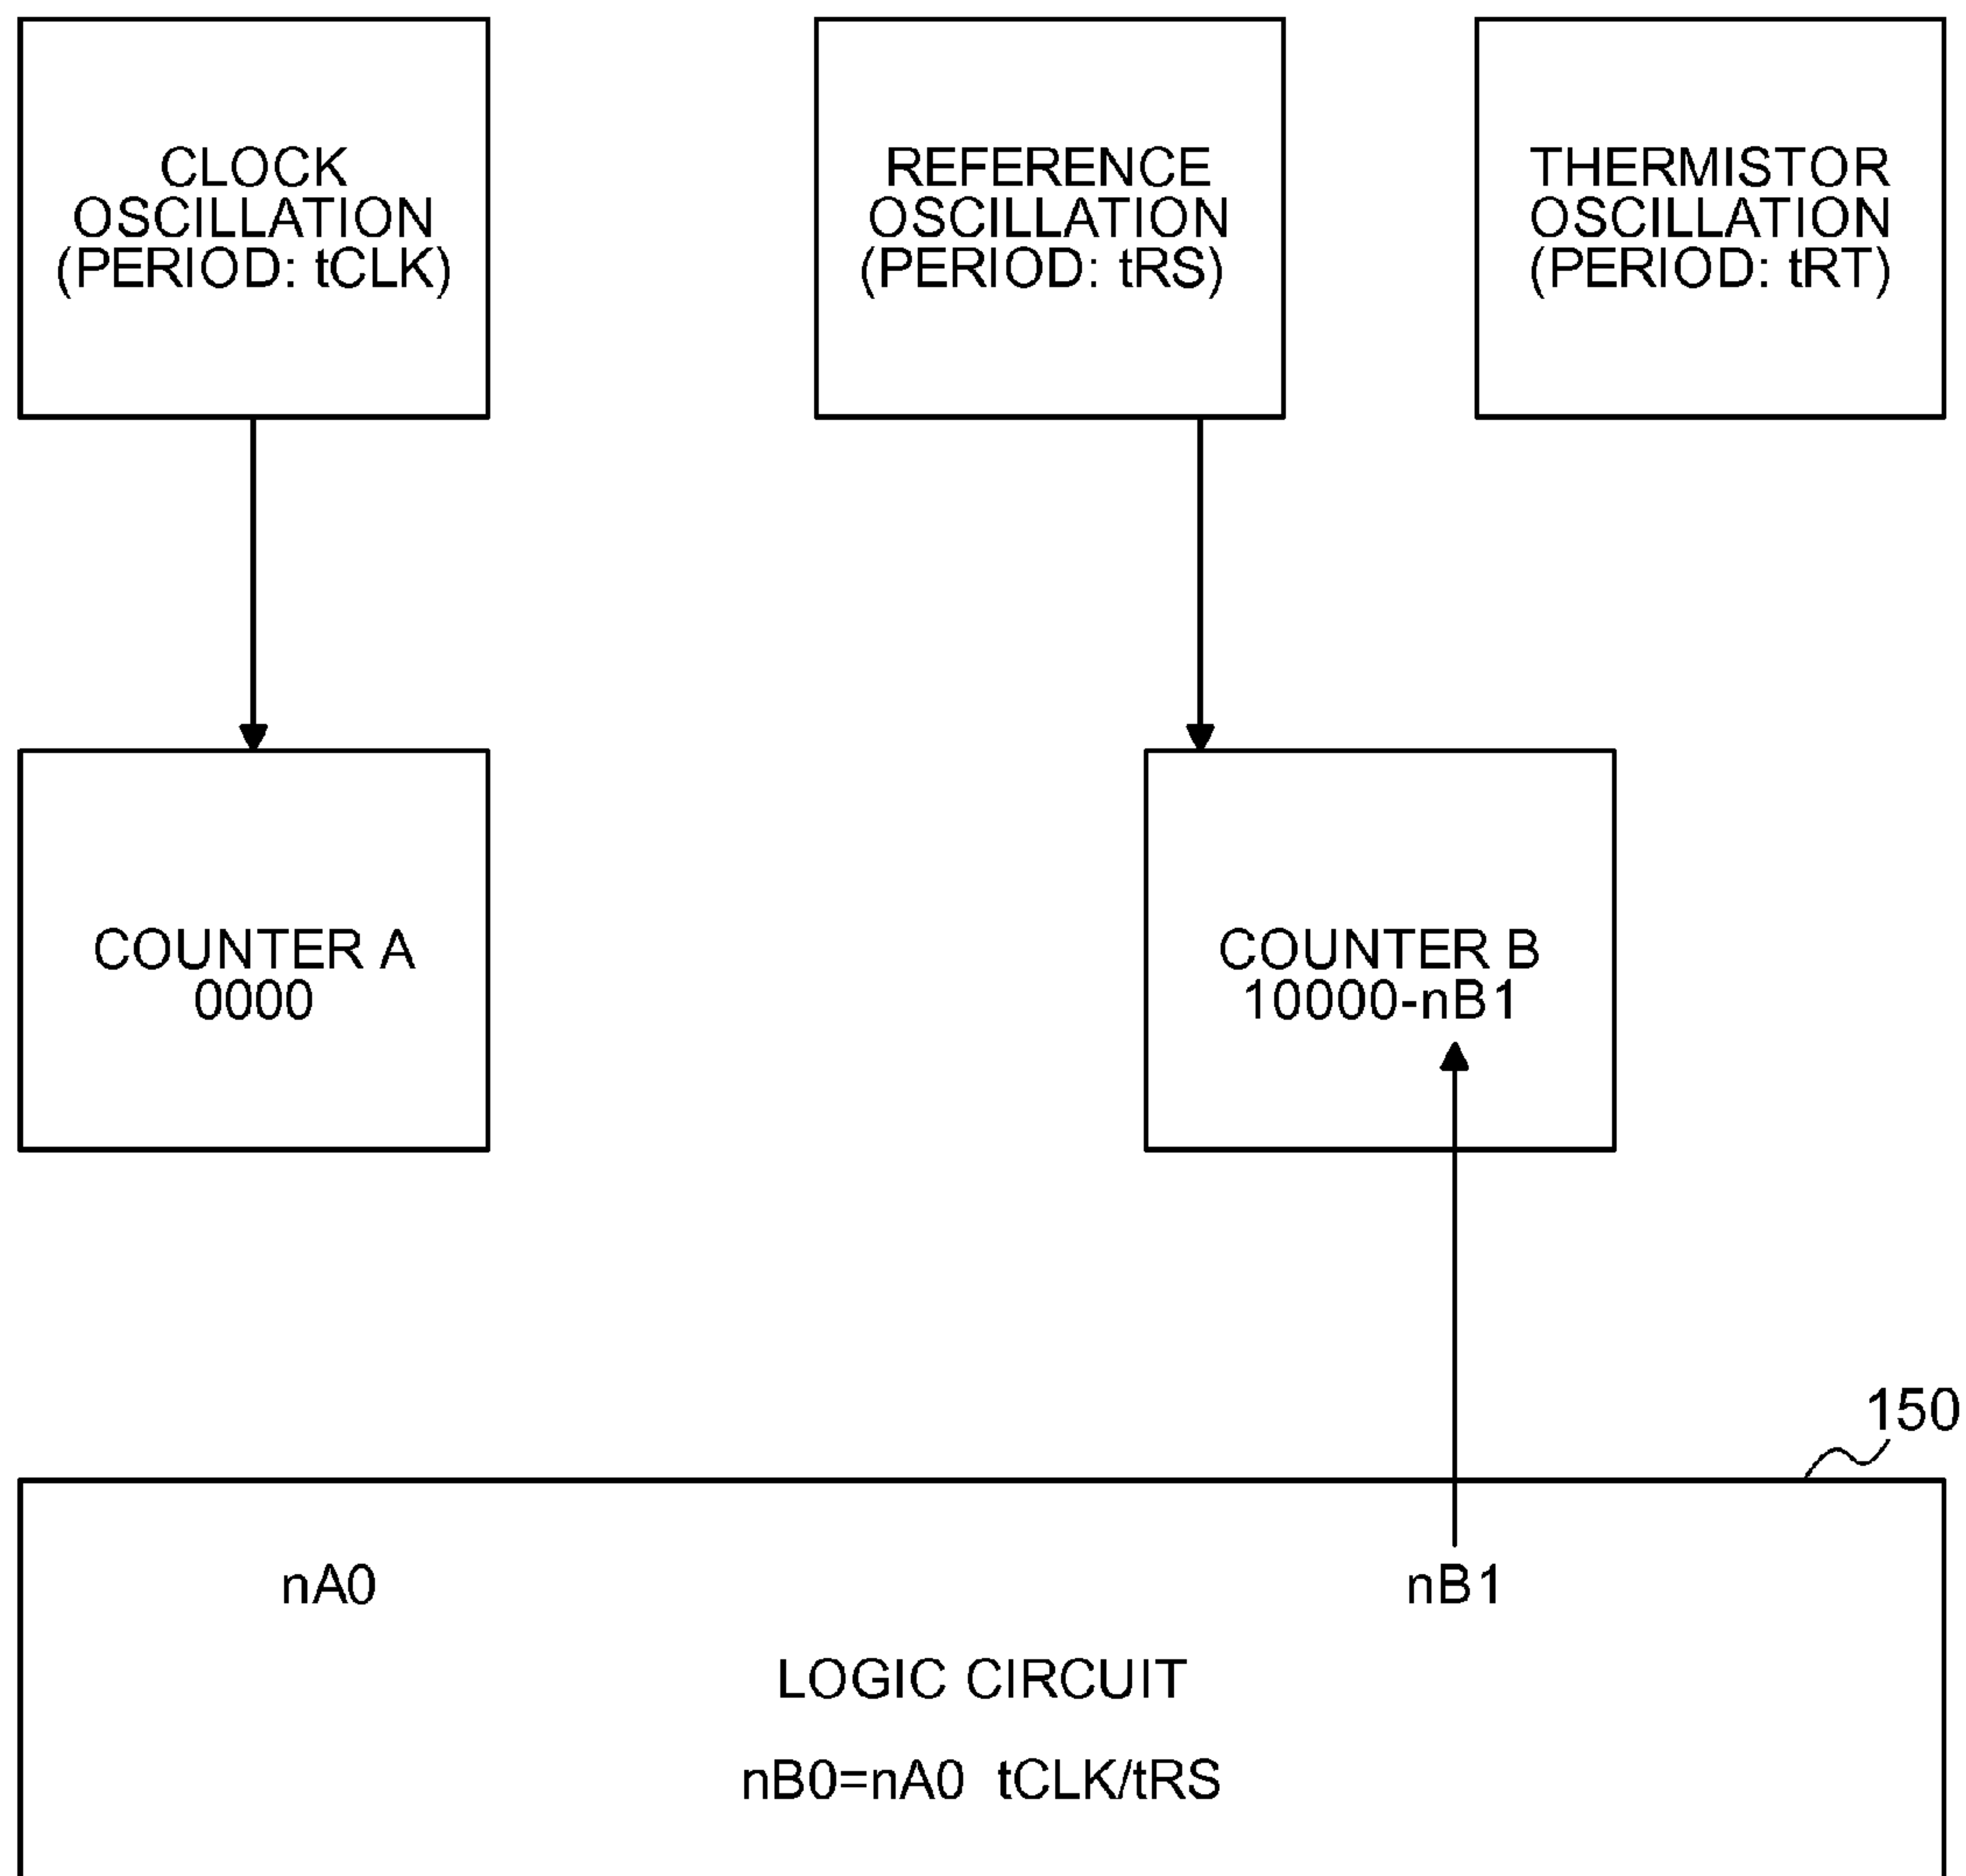 CLOCK
OSCILLATION
(PERIOD: tCLK)
REFERENCE
OSCILLATION
(PERIOD: tRS)
THERMISTOR
OSCILLATION
(PERIOD: tRT)
COUNTER A
0000
COUNTER B
10000-nB1
150
nA0
nB1
LOGIC CIRCUIT
nB0=nA0 tCLK/tRS